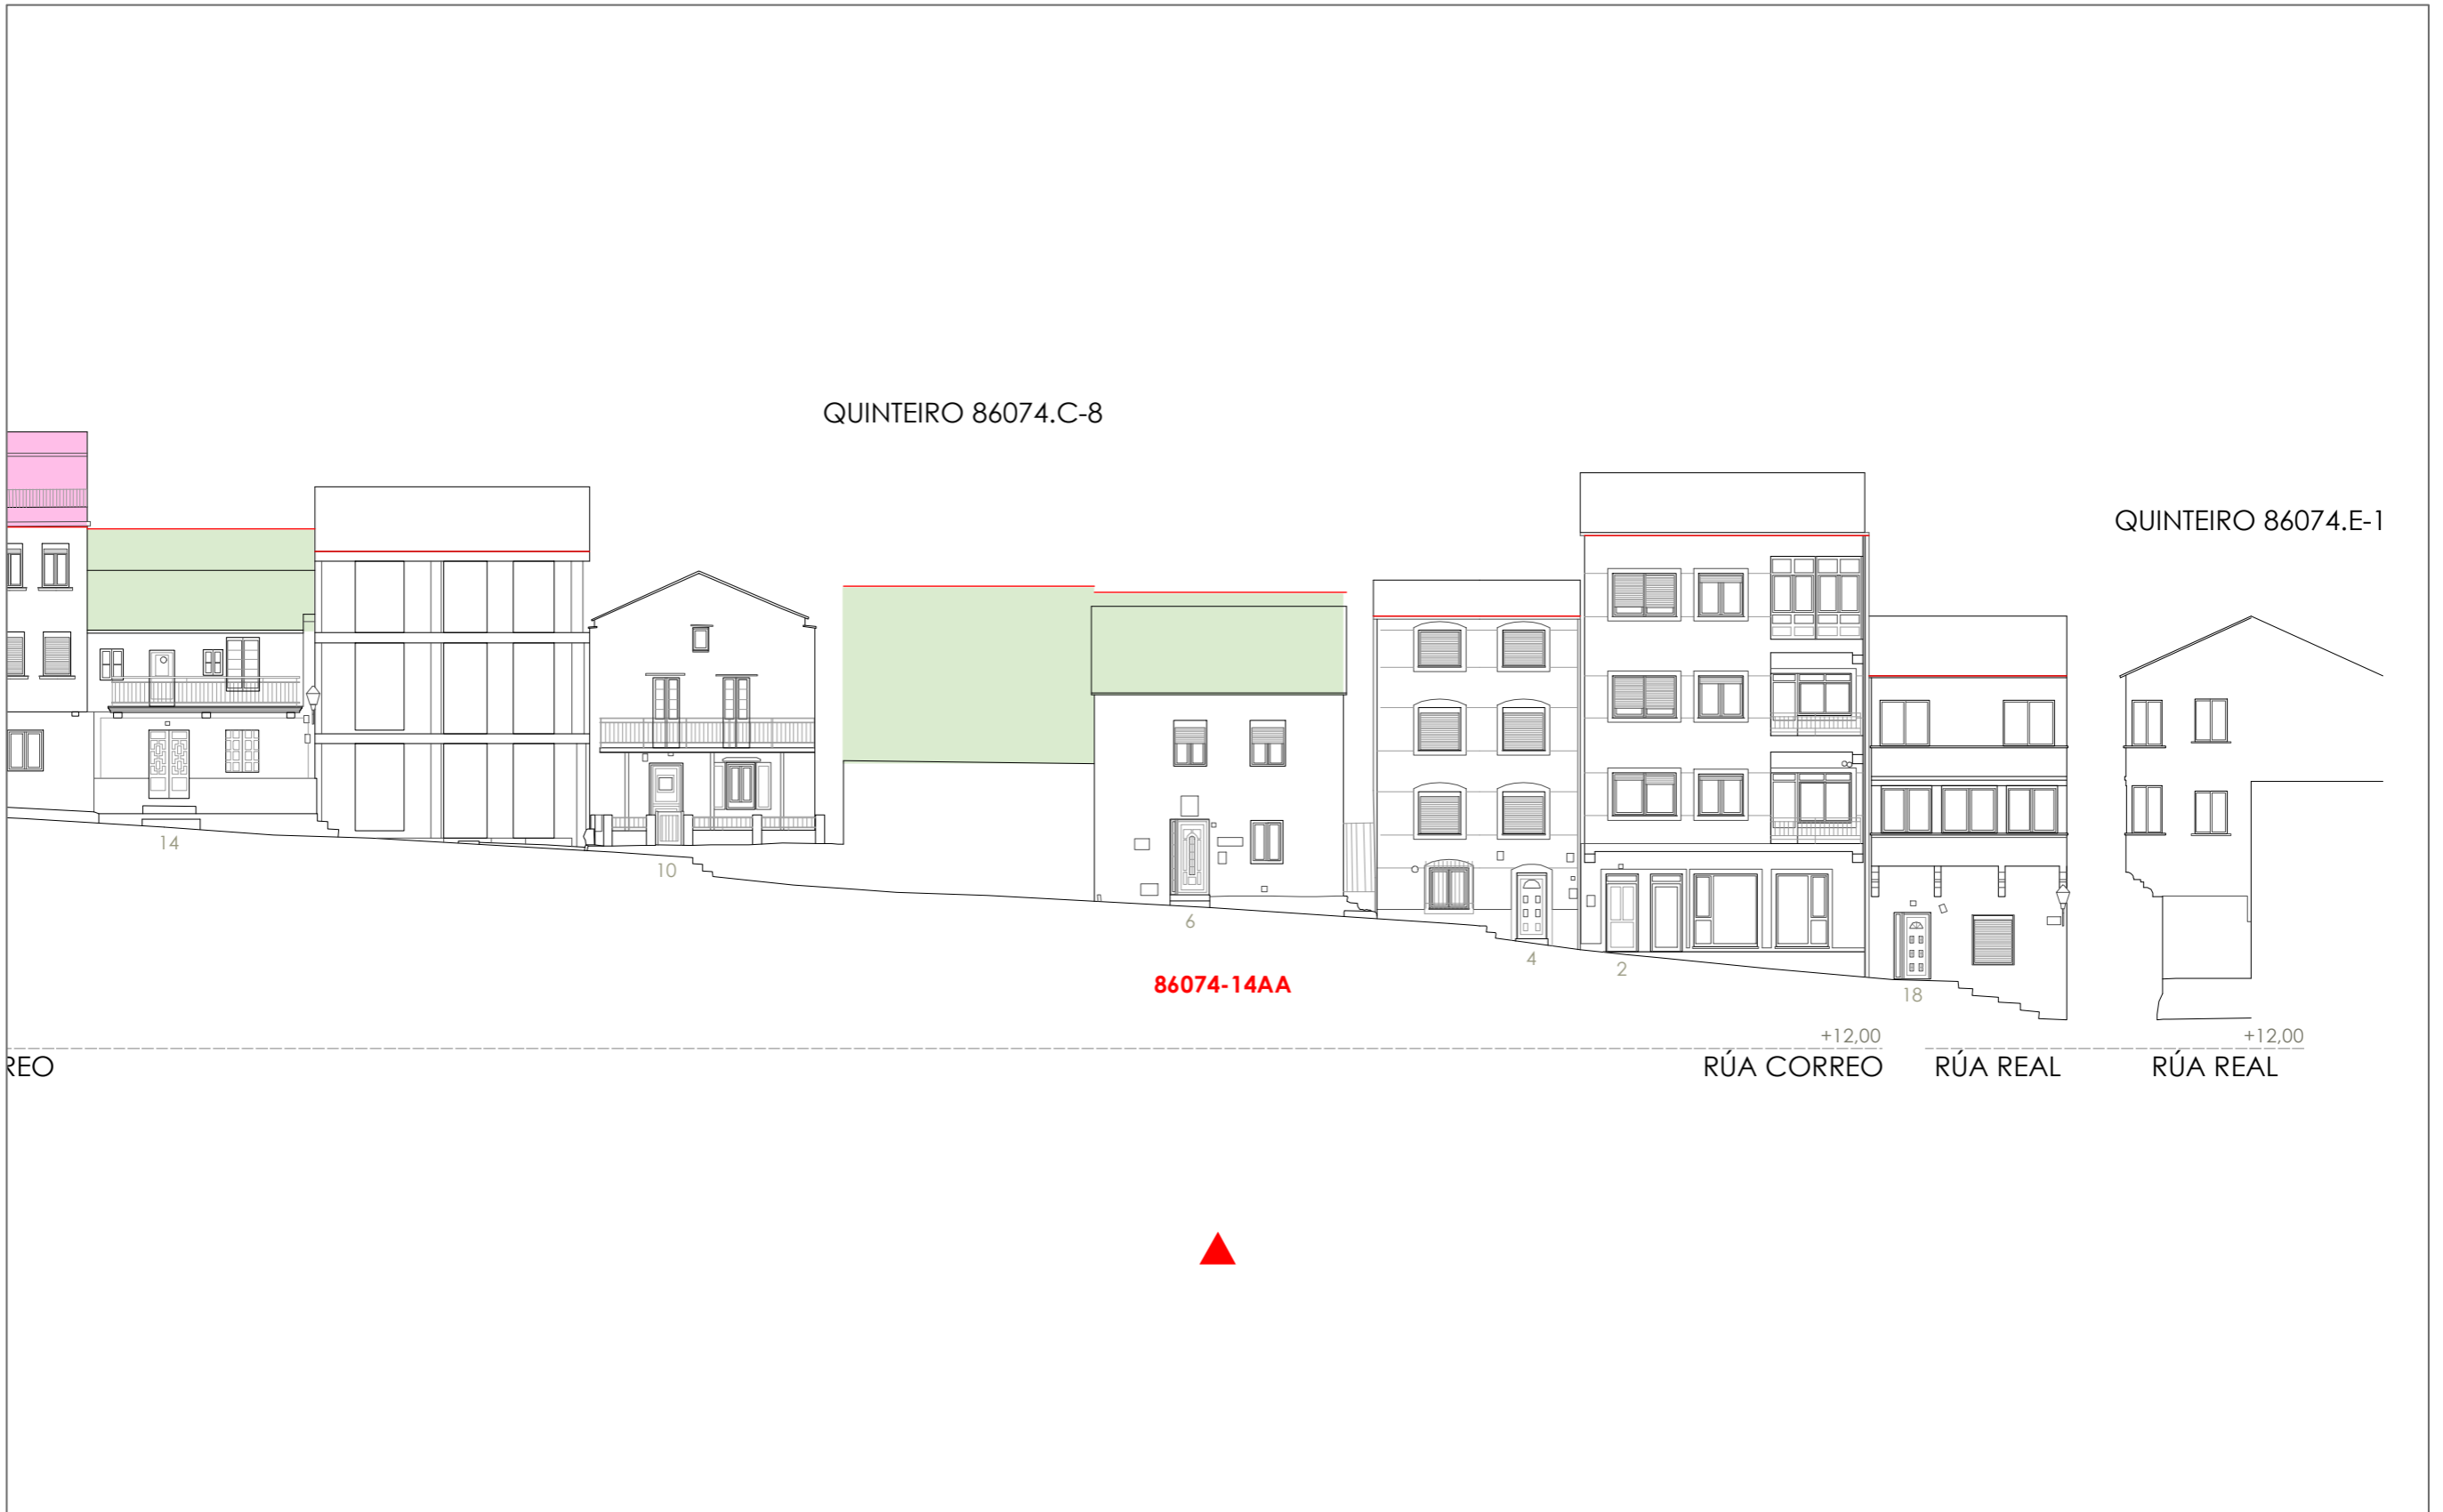 QUINTEIRO 86074.C-8
QUINTEIRO 86074.E-1
14
10
6
4
2
18
86074-14AA
+12,00
+12,00
REO
RÚA CORREO
RÚA REAL
RÚA REAL